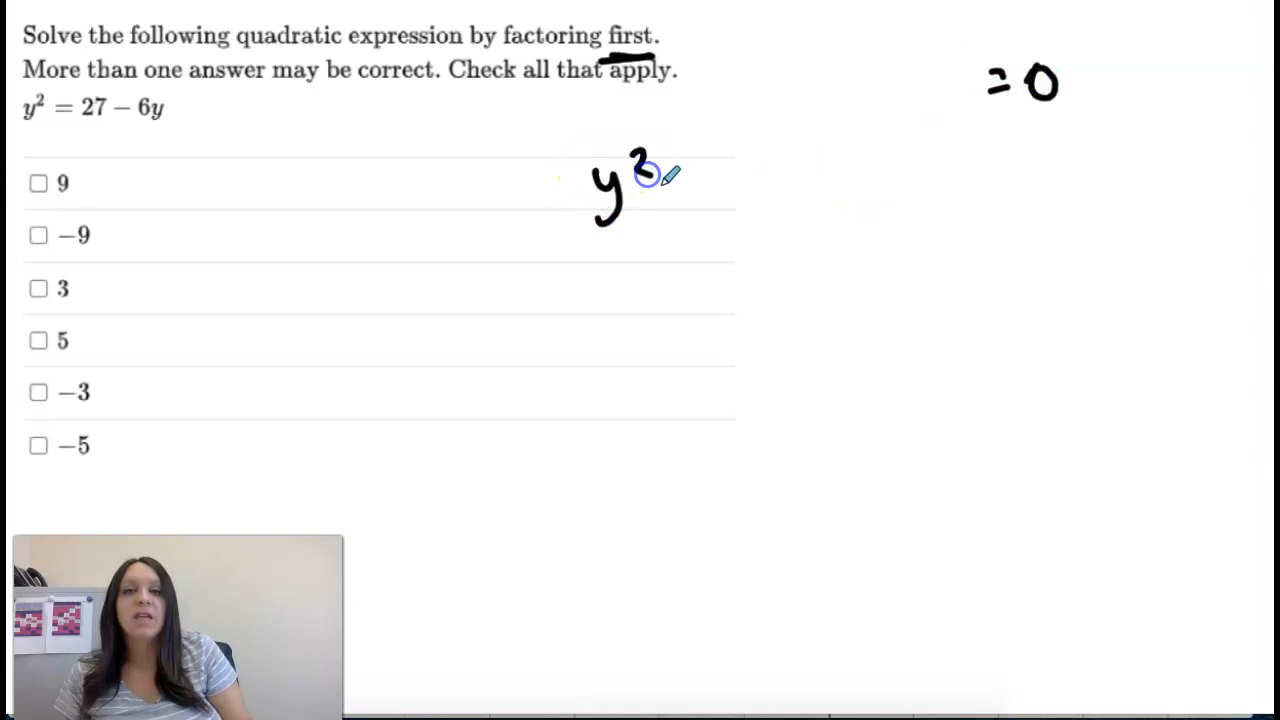 Solve the following quadratic expression by factoring first.
More than one answer may be correct. Check all that apply.
y² = 27 − 6y
= 0
y²
9
−9
3
5
−3
−5